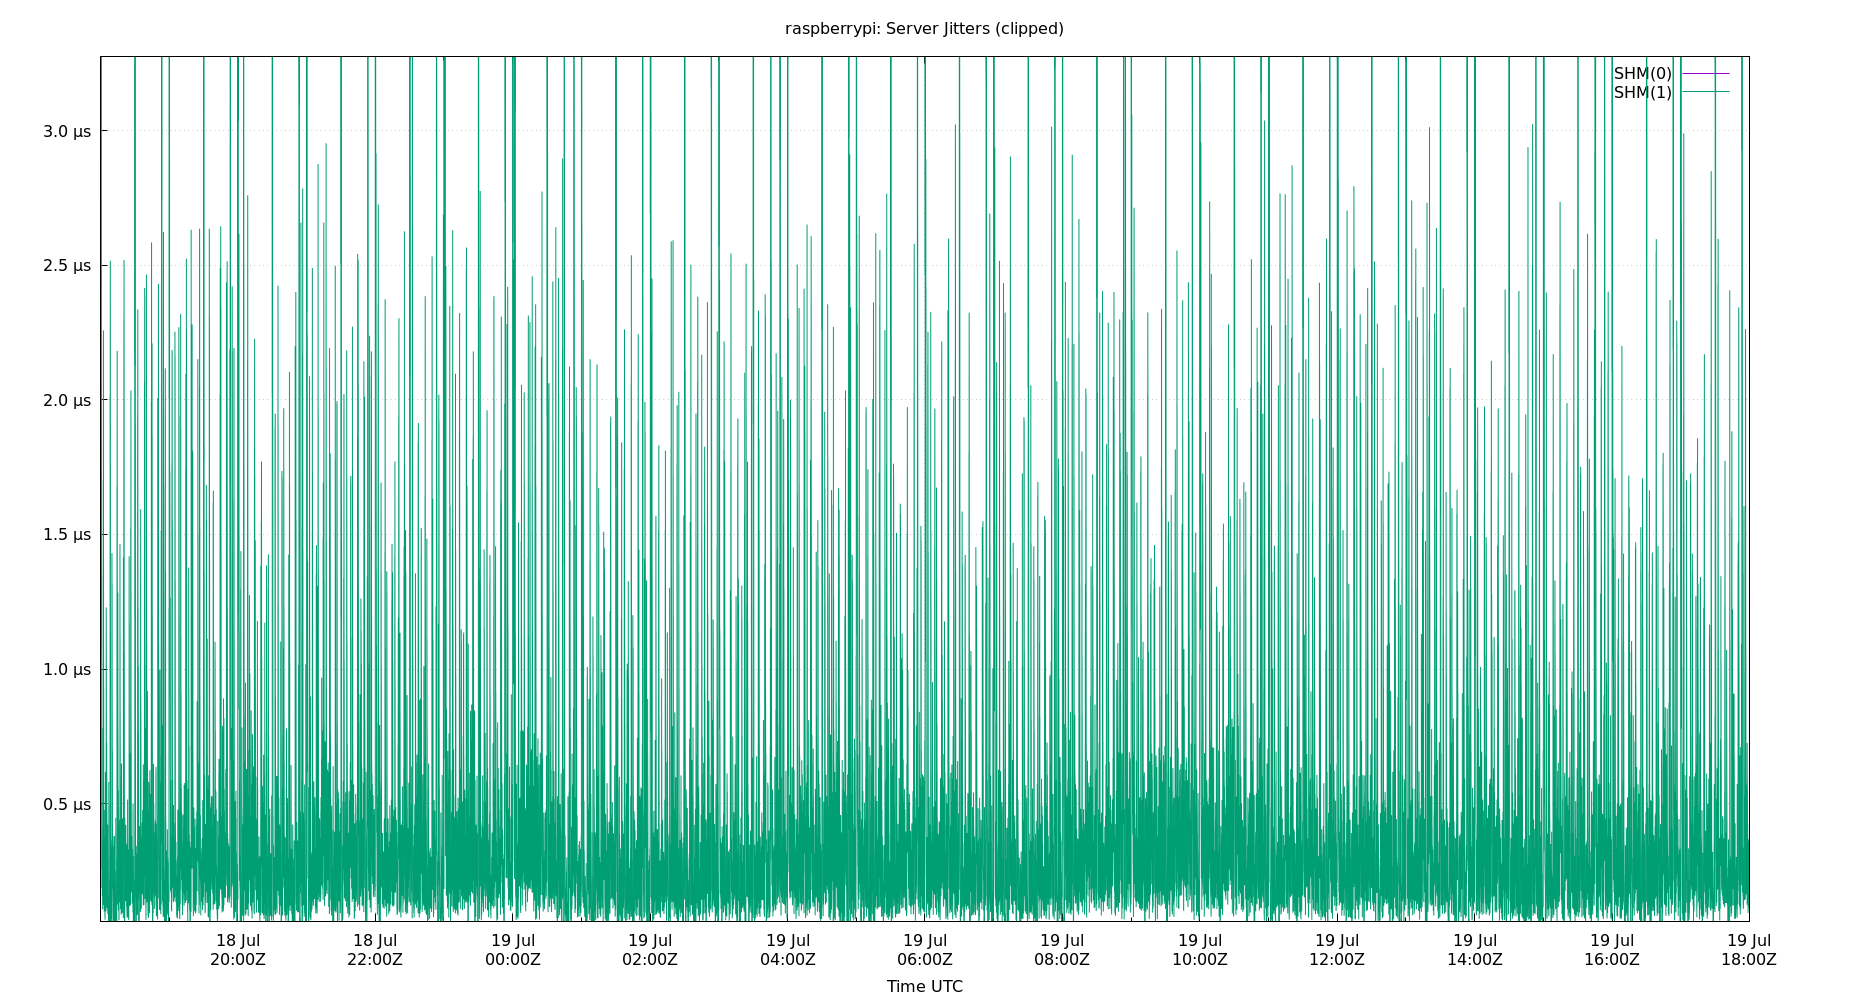 raspberrypi: Server Jitters (clipped)
SHM(0)
SHM(1)
3.0 µs
2.5 µs
2.0 µs
1.5 µs
1.0 µs
0.5 µs
18 Jul 18 Jul 19 Jul 19 Jul 19 Jul 19 Jul 19 Jul 19 Jul 19 Jul 19 Jul 19 Jul 19 Jul
20:00Z 22:00Z 00:00Z 02:00Z 04:00Z 06:00Z 08:00Z 10:00Z 12:00Z 14:00Z 16:00Z 18:00Z
Time UTC